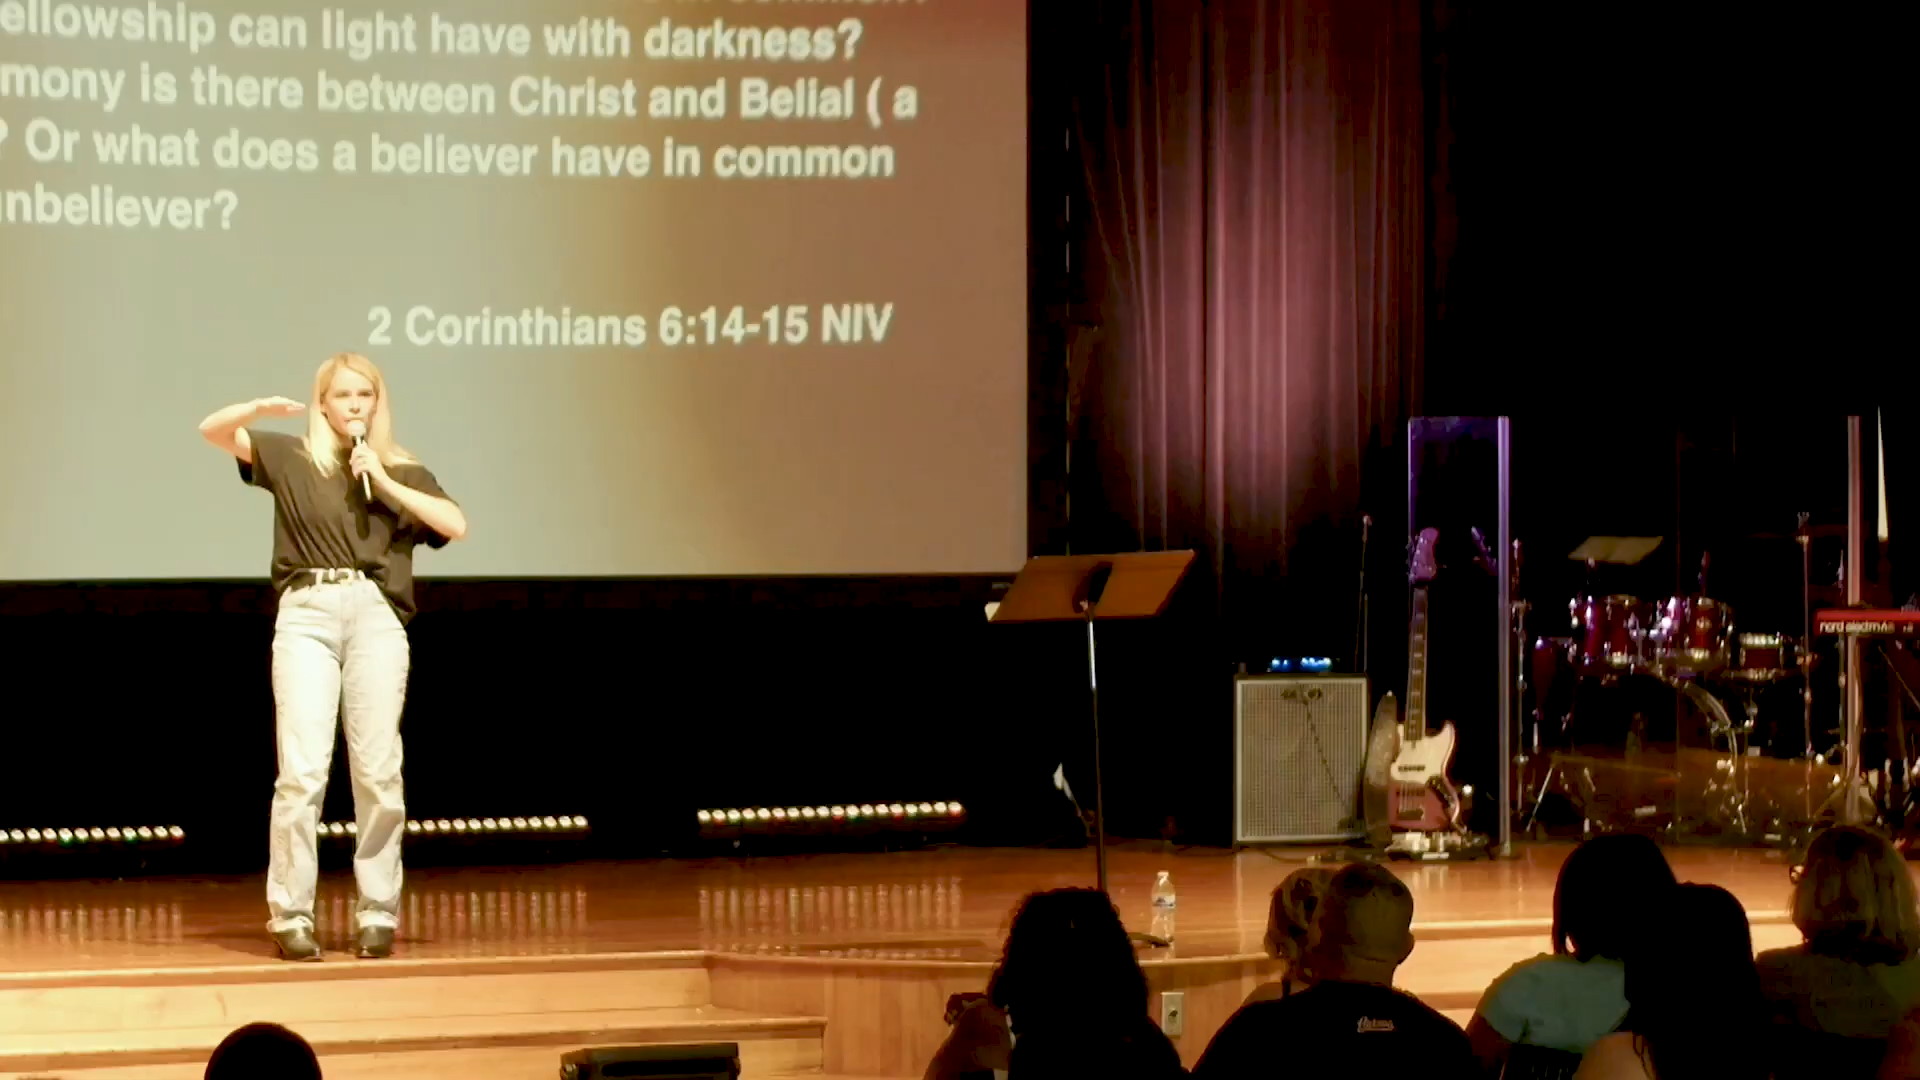 ellowship can light have with darkness?
mony is there between Christ and Belial ( a
? Or what does a believer have in common
unbeliever?
2 Corinthians 6:14-15 NIV
nord electro